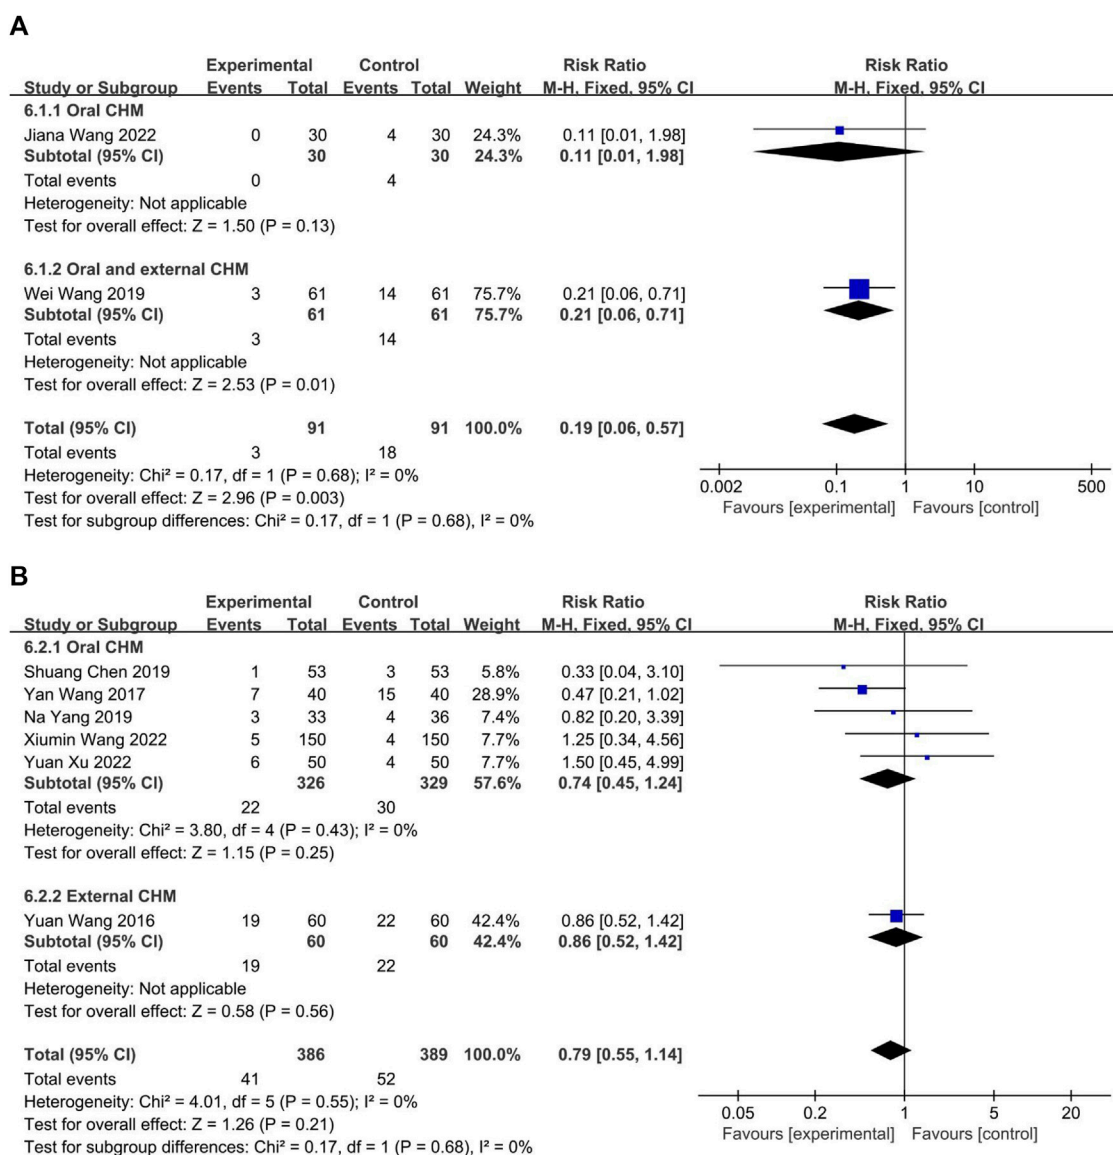 A
Experimental Control Risk Ratio Risk Ratio
Study or Subgroup Events Total Events Total Weight M-H, Fixed, 95% CI M-H, Fixed, 95% CI
6.1.1 Oral CHM
Jiana Wang 2022 0 30 4 30 24.3% 0.11 [0.01, 1.98]
Subtotal (95% CI) 30 30 24.3% 0.11 [0.01, 1.98]
Total events 0 4
Heterogeneity: Not applicable
Test for overall effect: Z = 1.50 (P = 0.13)
6.1.2 Oral and external CHM
Wei Wang 2019 3 61 14 61 75.7% 0.21 [0.06, 0.71]
Subtotal (95% CI) 61 61 75.7% 0.21 [0.06, 0.71]
Total events 3 14
Heterogeneity: Not applicable
Test for overall effect: Z = 2.53 (P = 0.01)
Total (95% CI) 91 91 100.0% 0.19 [0.06, 0.57]
Total events 3 18
Heterogeneity: Chi² = 0.17, df = 1 (P = 0.68); I² = 0%
Test for overall effect: Z = 2.96 (P = 0.003)
Test for subgroup differences: Chi² = 0.17, df = 1 (P = 0.68), I² = 0%
0.002 0.1 1 10 500
Favours [experimental] Favours [control]
B
Experimental Control Risk Ratio Risk Ratio
Study or Subgroup Events Total Events Total Weight M-H, Fixed, 95% CI M-H, Fixed, 95% CI
6.2.1 Oral CHM
Shuang Chen 2019 1 53 3 53 5.8% 0.33 [0.04, 3.10]
Yan Wang 2017 7 40 15 40 28.9% 0.47 [0.21, 1.02]
Na Yang 2019 3 33 4 36 7.4% 0.82 [0.20, 3.39]
Xiumin Wang 2022 5 150 4 150 7.7% 1.25 [0.34, 4.56]
Yuan Xu 2022 6 50 4 50 7.7% 1.50 [0.45, 4.99]
Subtotal (95% CI) 326 329 57.6% 0.74 [0.45, 1.24]
Total events 22 30
Heterogeneity: Chi² = 3.80, df = 4 (P = 0.43); I² = 0%
Test for overall effect: Z = 1.15 (P = 0.25)
6.2.2 External CHM
Yuan Wang 2016 19 60 22 60 42.4% 0.86 [0.52, 1.42]
Subtotal (95% CI) 60 60 42.4% 0.86 [0.52, 1.42]
Total events 19 22
Heterogeneity: Not applicable
Test for overall effect: Z = 0.58 (P = 0.56)
Total (95% CI) 386 389 100.0% 0.79 [0.55, 1.14]
Total events 41 52
Heterogeneity: Chi² = 4.01, df = 5 (P = 0.55); I² = 0%
Test for overall effect: Z = 1.26 (P = 0.21)
Test for subgroup differences: Chi² = 0.17, df = 1 (P = 0.68), I² = 0%
0.05 0.2 1 5 20
Favours [experimental] Favours [control]